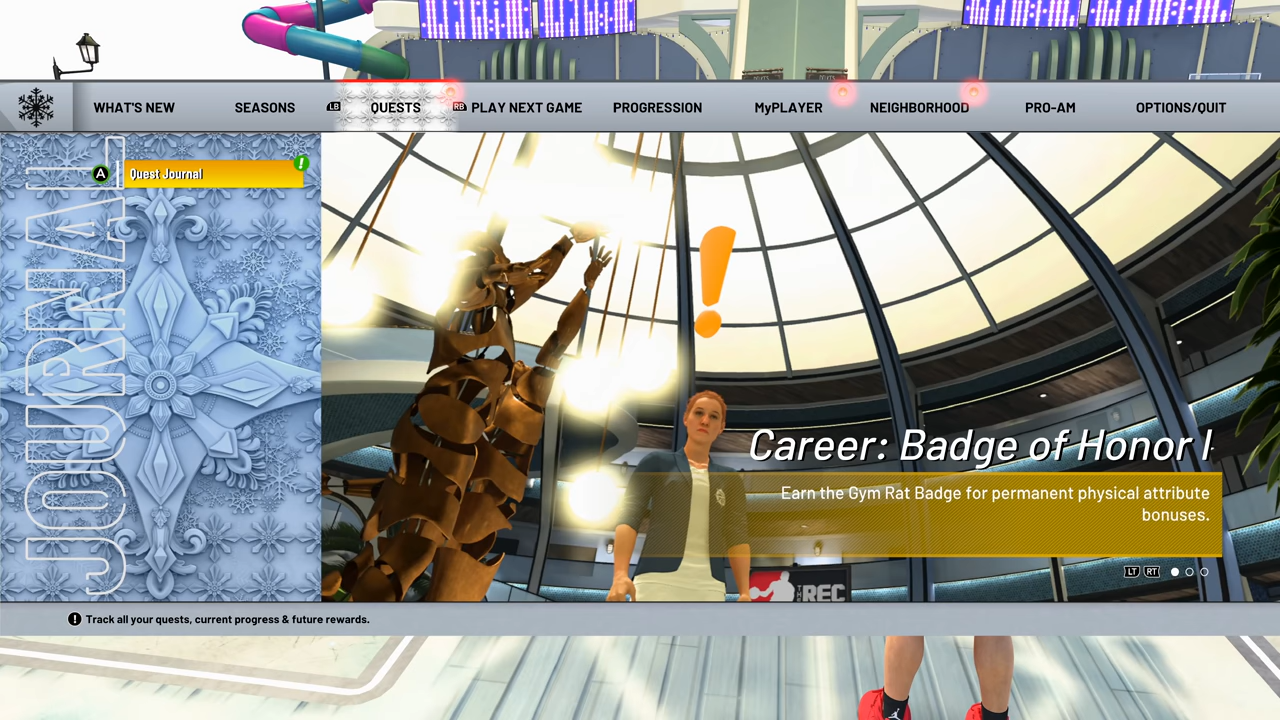 WHAT'S NEW
SEASONS
LB
QUESTS
RB
PLAY NEXT GAME
PROGRESSION
MyPLAYER
NEIGHBORHOOD
PRO-AM
OPTIONS/QUIT
JOURNAL
A
Quest Journal
!
Career: Badge of Honor I
Earn the Gym Rat Badge for permanent physical attribute
bonuses.
THE REC
LT RT
! Track all your quests, current progress & future rewards.